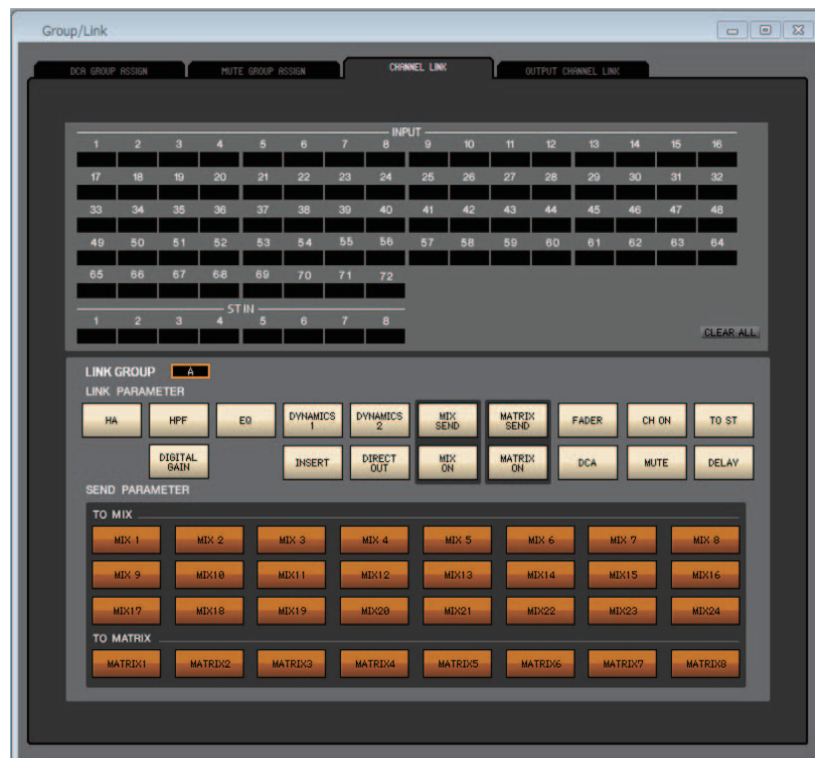 Group/Link
DCA GROUP ASSIGN MUTE GROUP ASSIGN CHANNEL LINK OUTPUT CHANNEL LINK
INPUT
1 2 3 4 5 6 7 8 9 10 11 12 13 14 15 16
17 18 19 20 21 22 23 24 25 26 27 28 29 30 31 32
33 34 35 36 37 38 39 40 41 42 43 44 45 46 47 48
49 50 51 52 53 54 55 56 57 58 59 60 61 62 63 64
65 66 67 68 69 70 71 72
ST IN
1 2 3 4 5 6 7 8
CLEAR ALL
LINK GROUP A
LINK PARAMETER
HA HPF EQ DYNAMICS 1 DYNAMICS 2 MIX SEND MATRIX SEND FADER CH ON TO ST
DIGITAL GAIN INSERT DIRECT OUT MIX ON MATRIX ON DCA MUTE DELAY
SEND PARAMETER
TO MIX
MIX 1 MIX 2 MIX 3 MIX 4 MIX 5 MIX 6 MIX 7 MIX 8
MIX 9 MIX10 MIX11 MIX12 MIX13 MIX14 MIX15 MIX16
MIX17 MIX18 MIX19 MIX20 MIX21 MIX22 MIX23 MIX24
TO MATRIX
MATRIX1 MATRIX2 MATRIX3 MATRIX4 MATRIX5 MATRIX6 MATRIX7 MATRIX8